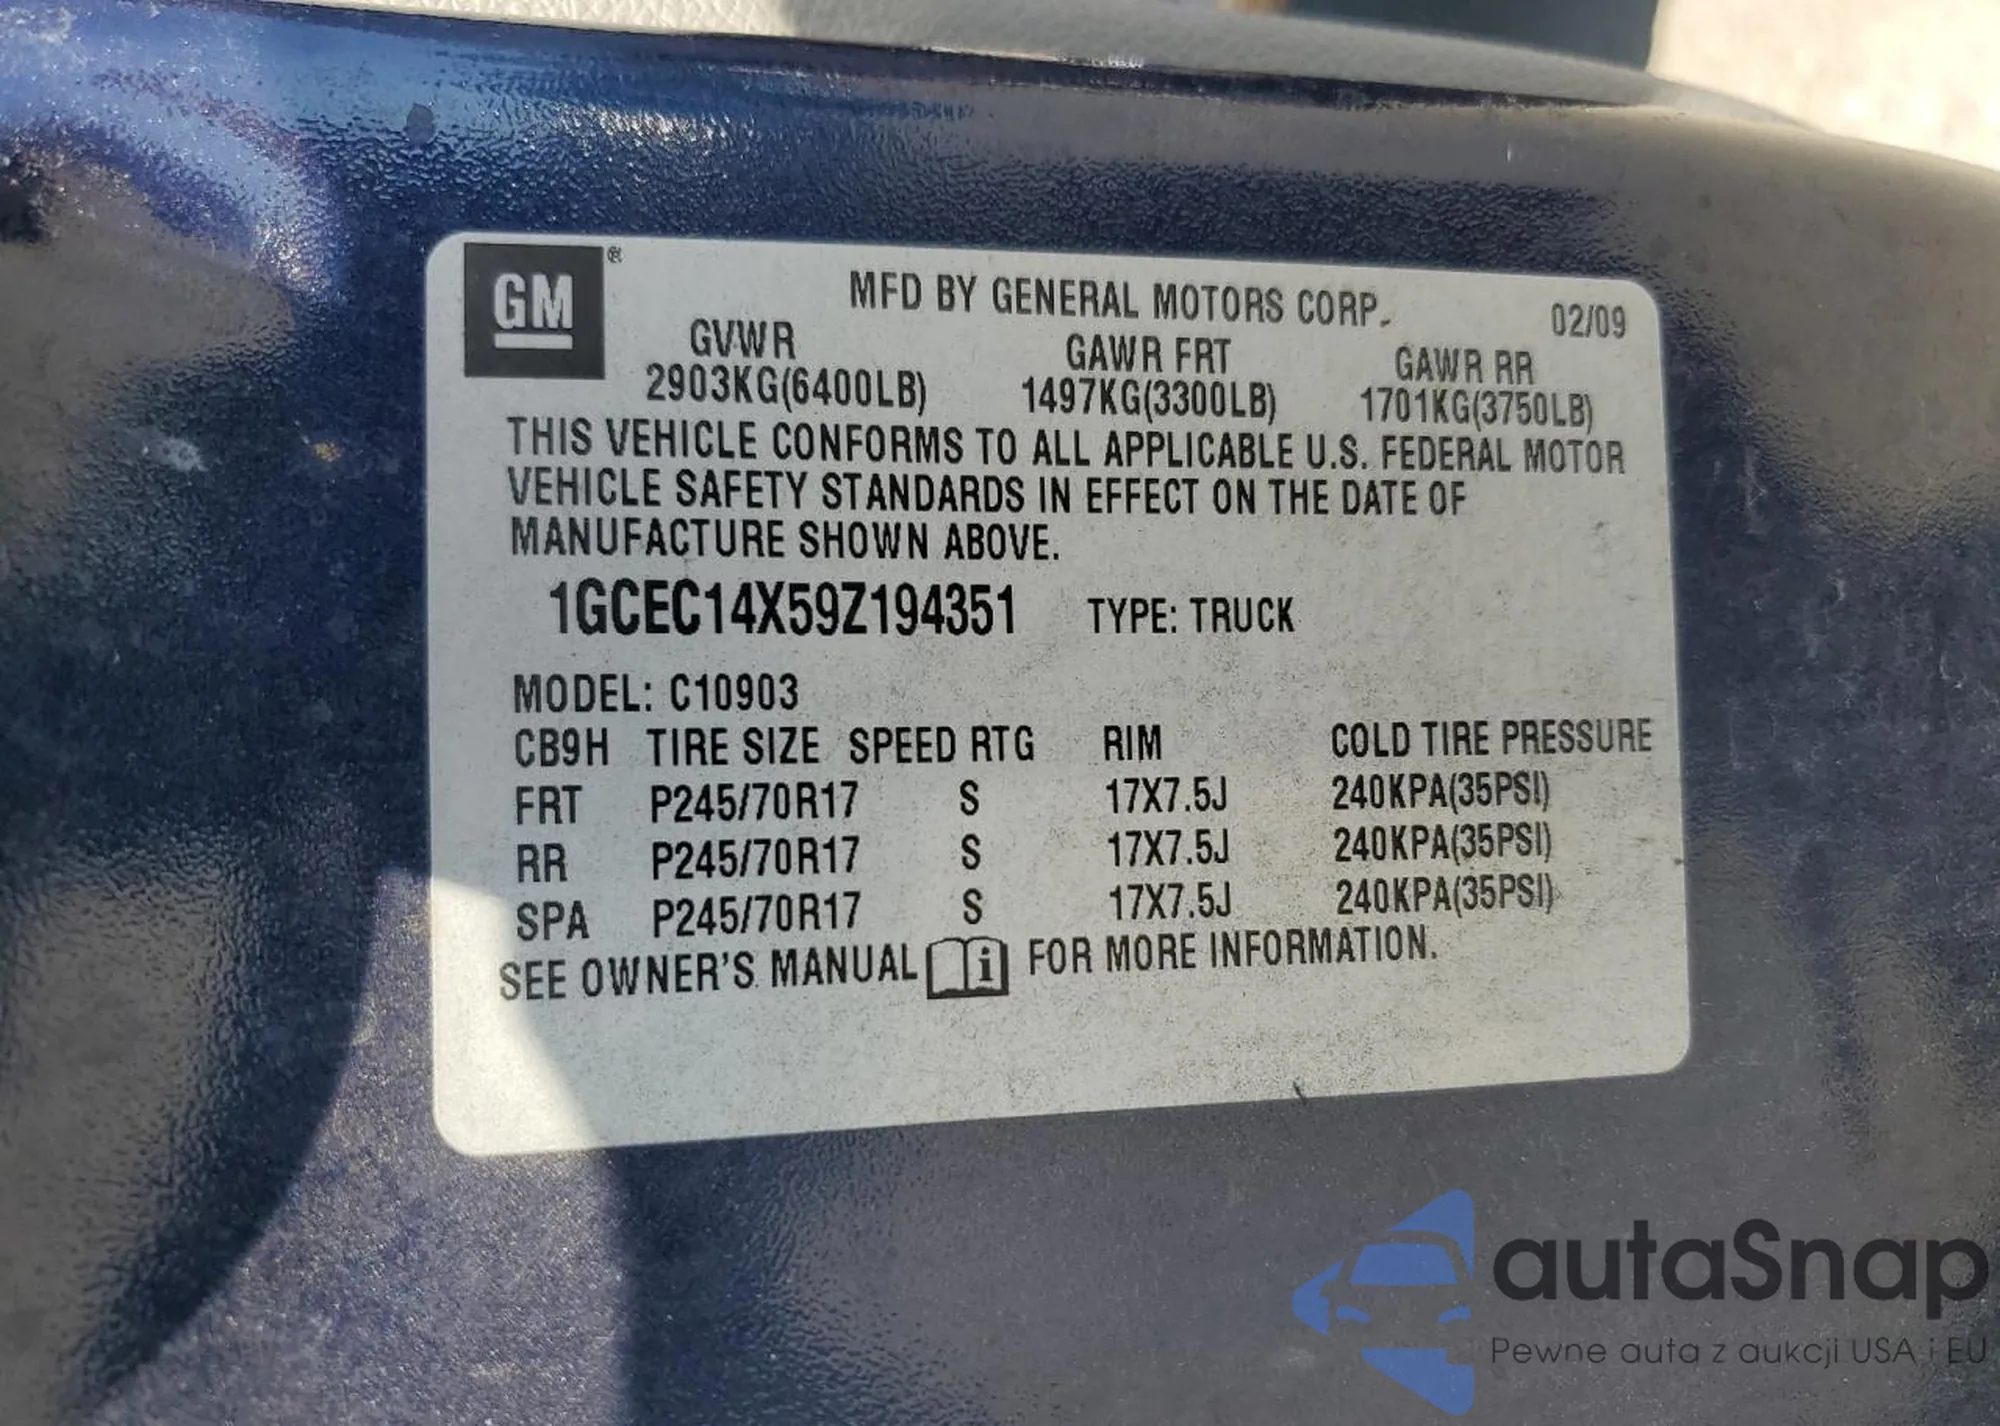 GM®
MFD BY GENERAL MOTORS CORP.
02/09
GVWR GAWR FRT GAWR RR
2903KG(6400LB) 1497KG(3300LB) 1701KG(3750LB)
THIS VEHICLE CONFORMS TO ALL APPLICABLE U.S. FEDERAL MOTOR
VEHICLE SAFETY STANDARDS IN EFFECT ON THE DATE OF
MANUFACTURE SHOWN ABOVE.
1GCEC14X59Z194351 TYPE: TRUCK
MODEL: C10903
CB9H TIRE SIZE SPEED RTG RIM COLD TIRE PRESSURE
FRT P245/70R17 S 17X7.5J 240KPA(35PSI)
RR P245/70R17 S 17X7.5J 240KPA(35PSI)
SPA P245/70R17 S 17X7.5J 240KPA(35PSI)
SEE OWNER'S MANUAL i FOR MORE INFORMATION.
autaSnap
Pewne auta z aukcji USA i EU